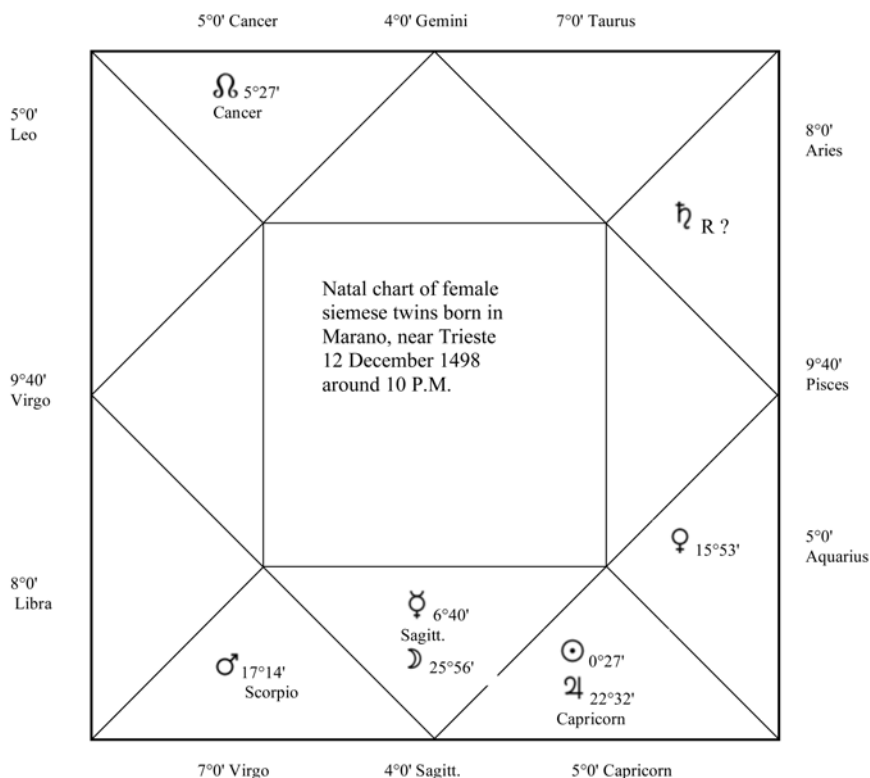 5°0' Cancer
4°0' Gemini
7°0' Taurus
5°0'
Leo
☊ 5°27'
Cancer
8°0'
Aries
♄ R ?
Natal chart of female
siemese twins born in
Marano, near Trieste
12 December 1498
around 10 P.M.
9°40'
Virgo
9°40'
Pisces
♀ 15°53'
5°0'
Aquarius
8°0'
Libra
☿ 6°40'
Sagitt.
☽ 25°56'
♂ 17°14'
Scorpio
☉ 0°27'
♃ 22°32'
Capricorn
7°0' Virgo
4°0' Sagitt.
5°0' Capricorn